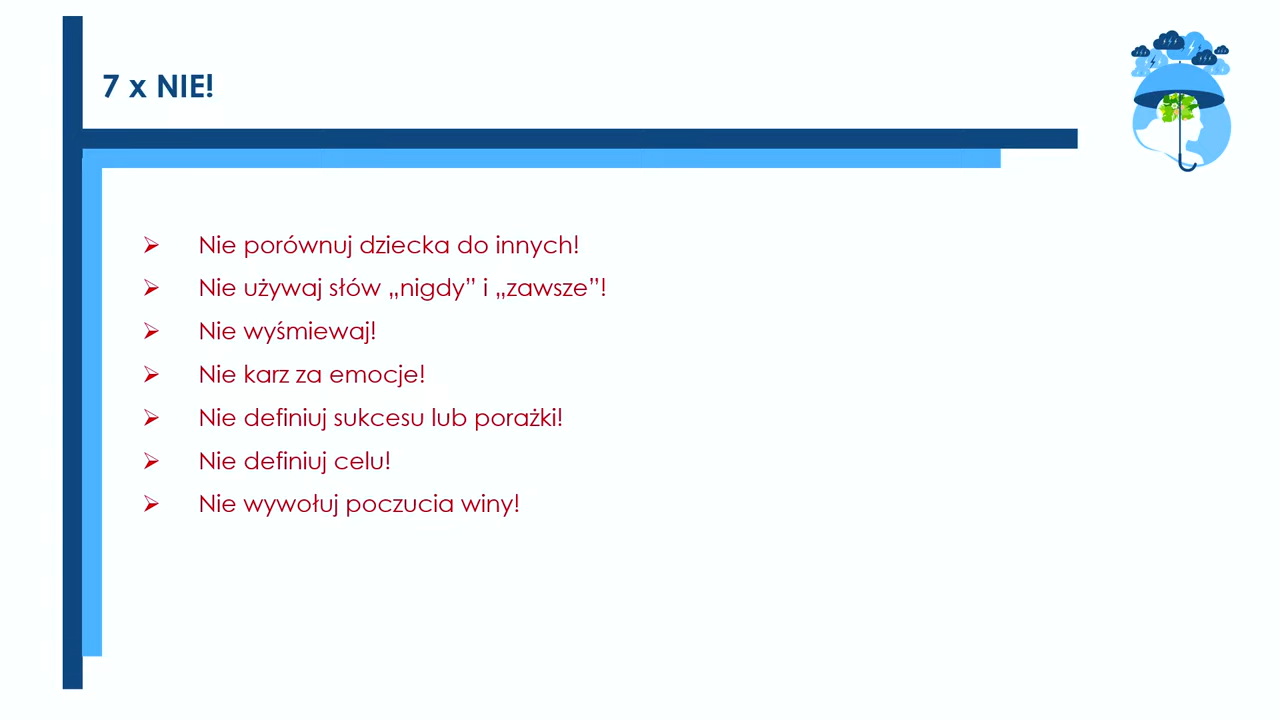 7 x NIE!
➢ Nie porównuj dziecka do innych!
➢ Nie używaj słów „nigdy” i „zawsze”!
➢ Nie wyśmiewaj!
➢ Nie karz za emocje!
➢ Nie definiuj sukcesu lub porażki!
➢ Nie definiuj celu!
➢ Nie wywołuj poczucia winy!